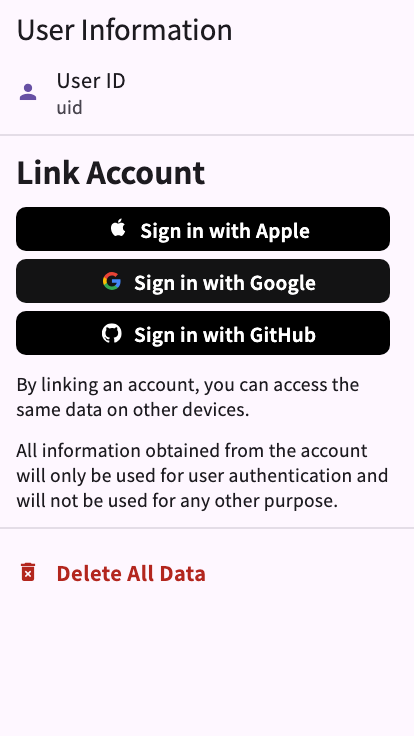 User Information
User ID
uid
Link Account
Sign in with Apple
Sign in with Google
Sign in with GitHub
By linking an account, you can access the
same data on other devices.
All information obtained from the account
will only be used for user authentication and
will not be used for any other purpose.
Delete All Data